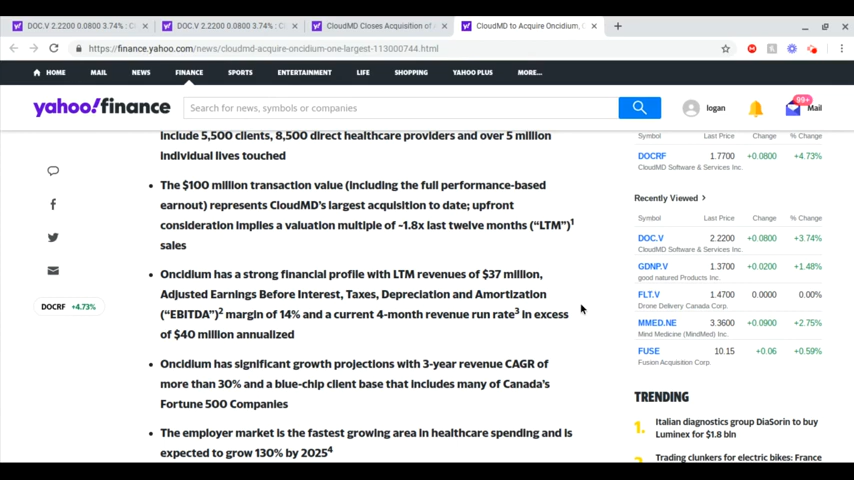 DOC.V 2.2200 0.0800 3.74% : C
DOC.V 2.2200 0.0800 3.74% : C
CloudMD Closes Acquisition of
CloudMD to Acquire Oncidium,
https://finance.yahoo.com/news/cloudmd-acquire-oncidium-one-largest-113000744.html
HOME MAIL NEWS FINANCE SPORTS ENTERTAINMENT LIFE SHOPPING YAHOO PLUS MORE...
yahoo!finance
Search for news, symbols or companies
logan
99+
Mail
include 5,500 clients, 8,500 direct healthcare providers and over 5 million
individual lives touched
• The $100 million transaction value (including the full performance-based
earnout) represents CloudMD's largest acquisition to date; upfront
consideration implies a valuation multiple of ~1.8x last twelve months ("LTM")1
sales
• Oncidium has a strong financial profile with LTM revenues of $37 million,
Adjusted Earnings Before Interest, Taxes, Depreciation and Amortization
("EBITDA")2 margin of 14% and a current 4-month revenue run rate3 in excess
of $40 million annualized
• Oncidium has significant growth projections with 3-year revenue CAGR of
more than 30% and a blue-chip client base that includes many of Canada's
Fortune 500 Companies
• The employer market is the fastest growing area in healthcare spending and is
expected to grow 130% by 20254
DOCRF +4.73%
Symbol Last Price Change % Change
DOCRF 1.7700 +0.0800 +4.73%
CloudMD Software & Services Inc.
Recently Viewed >
Symbol Last Price Change % Change
DOC.V 2.2200 +0.0800 +3.74%
CloudMD Software & Services Inc.
GDNP.V 1.3700 +0.0200 +1.48%
good natured Products Inc.
FLT.V 1.4700 0.0000 0.00%
Drone Delivery Canada Corp.
MMED.NE 3.3600 +0.0900 +2.75%
Mind Medicine (MindMed) Inc.
FUSE 10.15 +0.06 +0.59%
Fusion Acquisition Corp.
TRENDING
1. Italian diagnostics group DiaSorin to buy
Luminex for $1.8 bln
Trading clunkers for electric bikes: France